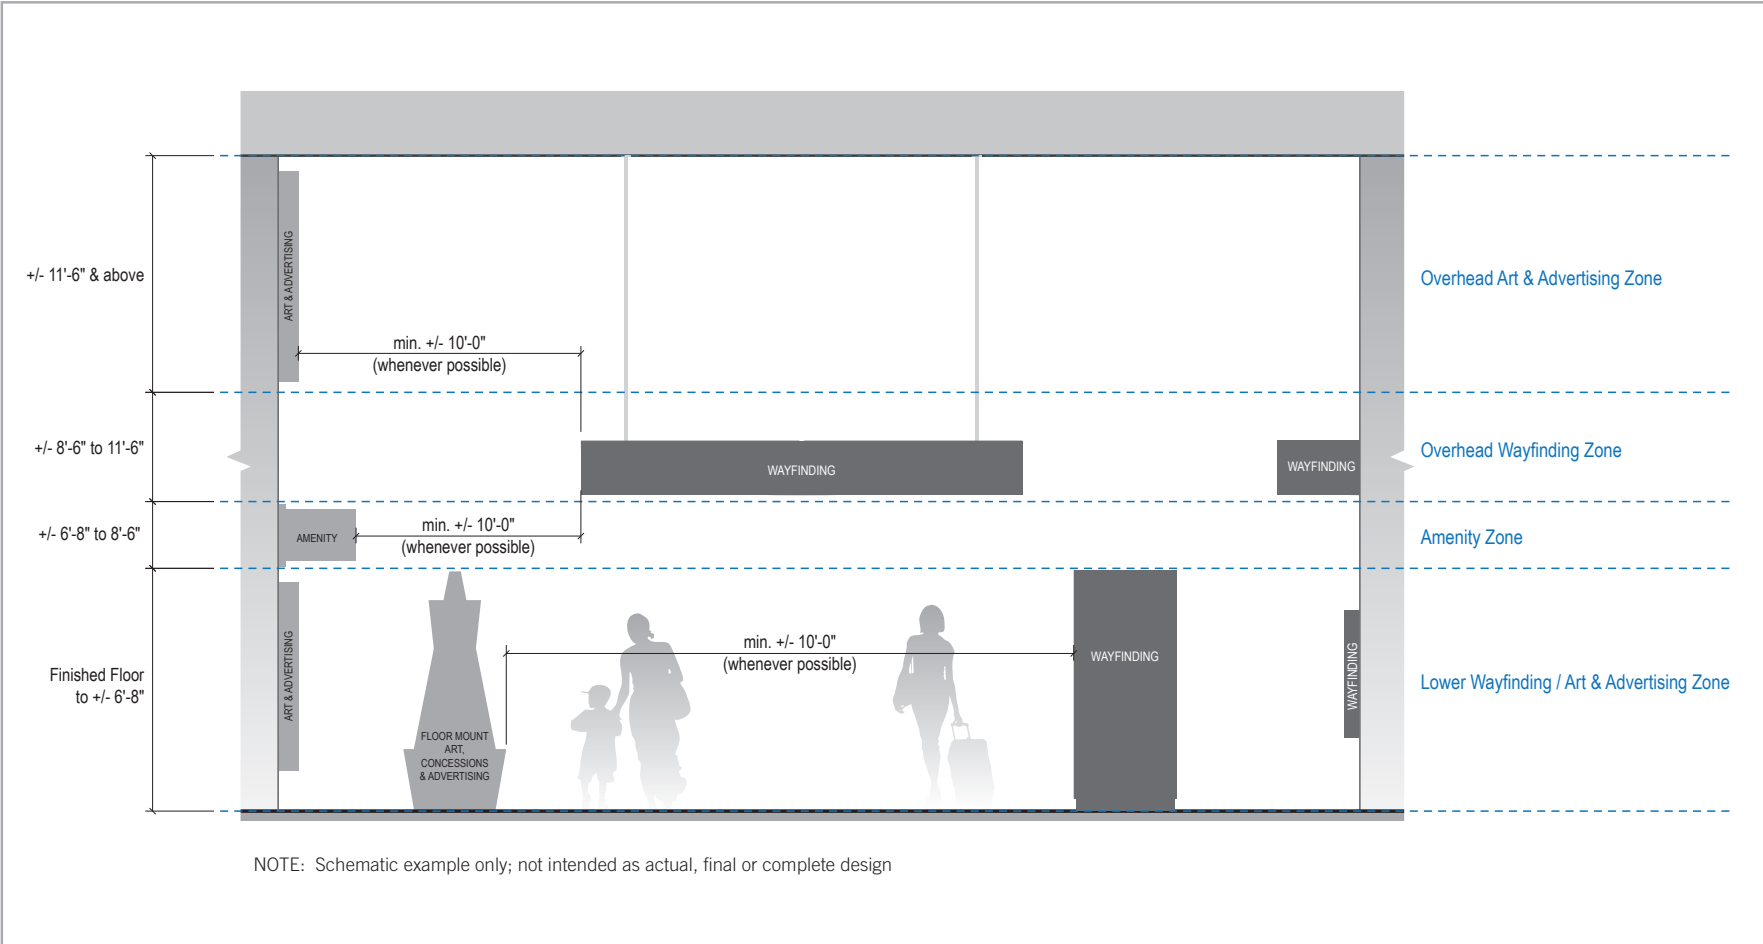 +/- 11'-6" & above
ART & ADVERTISING
min. +/- 10'-0"
(whenever possible)
Overhead Art & Advertising Zone
+/- 8'-6" to 11'-6"
WAYFINDING
WAYFINDING
Overhead Wayfinding Zone
+/- 6'-8" to 8'-6"
AMENITY
min. +/- 10'-0"
(whenever possible)
Amenity Zone
Finished Floor
to +/- 6'-8"
ART & ADVERTISING
FLOOR MOUNT
ART,
CONCESSIONS
& ADVERTISING
min. +/- 10'-0"
(whenever possible)
WAYFINDING
WAYFINDING
Lower Wayfinding / Art & Advertising Zone
NOTE: Schematic example only; not intended as actual, final or complete design